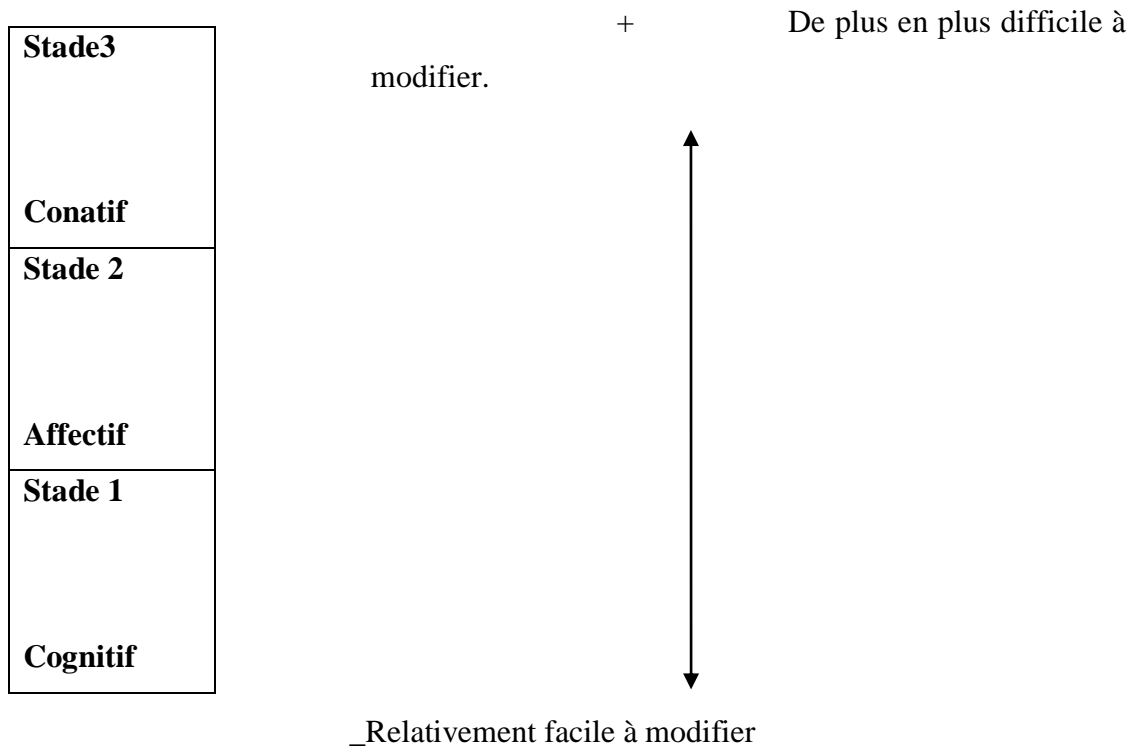 + De plus en plus difficile à
modifier.
Stade3
Conatif
Stade 2
Affectif
Stade 1
Cognitif
_Relativement facile à modifier